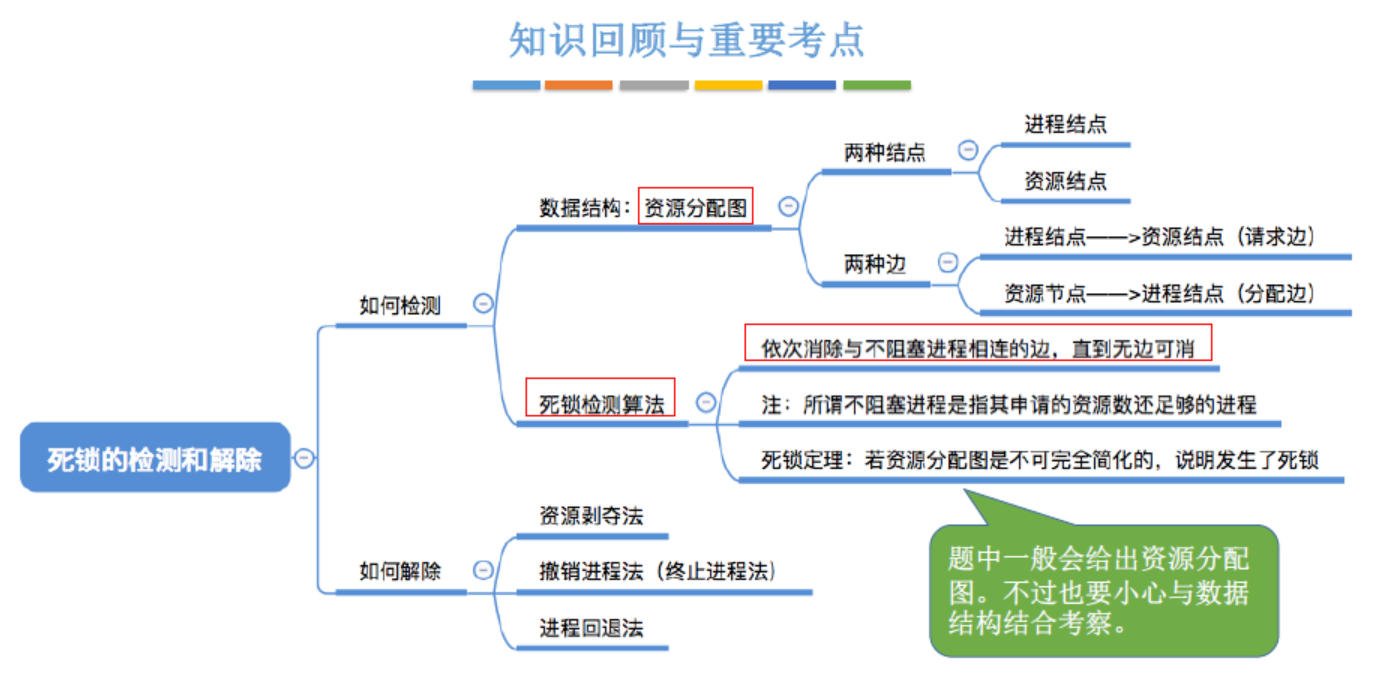 知识回顾与重要考点
进程结点
两种结点
资源结点
数据结构：资源分配图
进程结点——>资源结点（请求边）
两种边
资源节点——>进程结点（分配边）
如何检测
依次消除与不阻塞进程相连的边，直到无边可消
死锁检测算法
注：所谓不阻塞进程是指其申请的资源数还足够的进程
死锁定理：若资源分配图是不可完全简化的，说明发生了死锁
死锁的检测和解除
资源剥夺法
如何解除
撤销进程法（终止进程法）
进程回退法
题中一般会给出资源分配
图。不过也要小心与数据
结构结合考察。